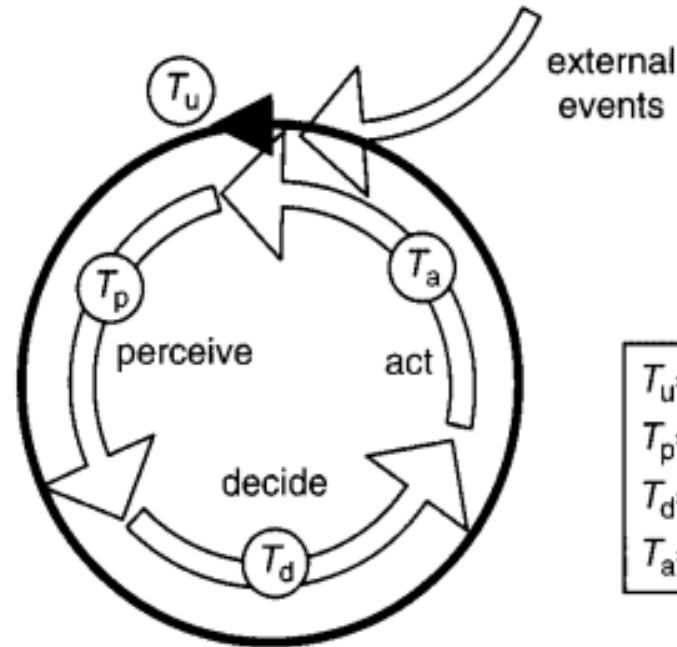 Tu
external
events
Tp
Ta
perceive
act
decide
Td
Tu=
Tp=
Td=
Ta=